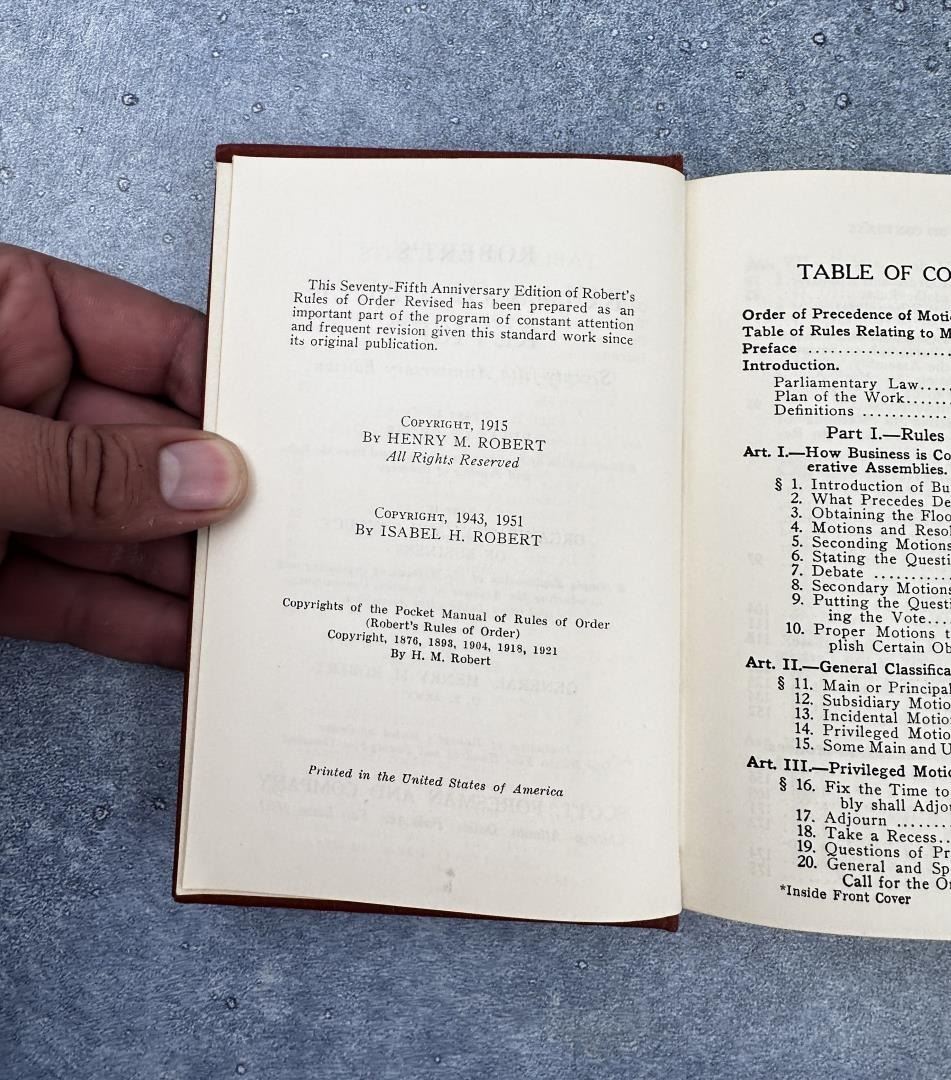 This Seventy-Fifth Anniversary Edition of Robert's
Rules of Order Revised has been prepared as an
important part of the program of constant attention
and frequent revision given this standard work since
its original publication.
Copyright, 1915
By HENRY M. ROBERT
All Rights Reserved
Copyright, 1943, 1951
By ISABEL H. ROBERT
Copyrights of the Pocket Manual of Rules of Order
(Robert's Rules of Order)
Copyright, 1876, 1893, 1904, 1918, 1921
By H. M. Robert
Printed in the United States of America
TABLE OF CO
Order of Precedence of Moti
Table of Rules Relating to M
Preface ....................
Introduction.
Parliamentary Law....
Plan of the Work......
Definitions ............
Part I.—Rules
Art. I.—How Business is Co
erative Assemblies.
§ 1. Introduction of Bu
2. What Precedes De
3. Obtaining the Floo
4. Motions and Resol
5. Seconding Motions
6. Stating the Questi
7. Debate ...........
8. Secondary Motions
9. Putting the Questi
ing the Vote...
10. Proper Motions t
plish Certain Ob
Art. II.—General Classifica
§ 11. Main or Principal
12. Subsidiary Motio
13. Incidental Motion
14. Privileged Motio
15. Some Main and U
Art. III.—Privileged Motio
§ 16. Fix the Time to
bly shall Adjou
17. Adjourn ........
18. Take a Recess..
19. Questions of Pr
20. General and Sp
Call for the Or
*Inside Front Cover